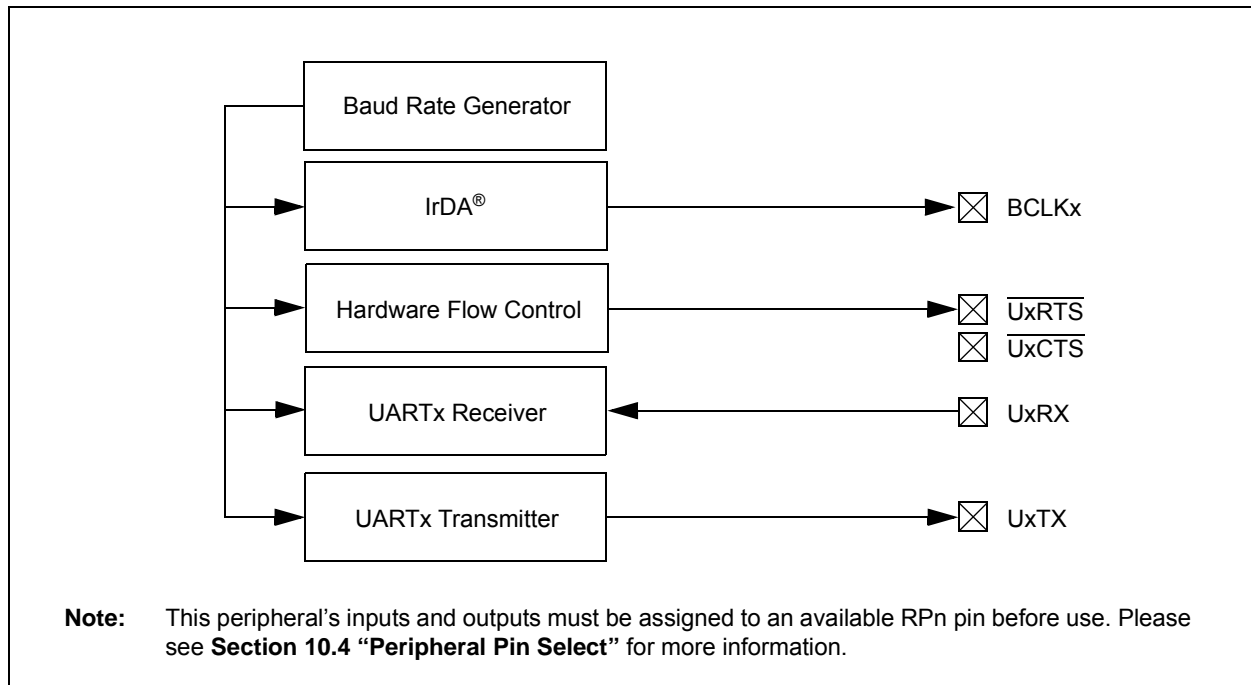 Baud Rate Generator
IrDA®
BCLKx
Hardware Flow Control
UxRTS
UxCTS
UARTx Receiver
UxRX
UARTx Transmitter
UxTX
Note: This peripheral’s inputs and outputs must be assigned to an available RPn pin before use. Please
see Section 10.4 “Peripheral Pin Select” for more information.